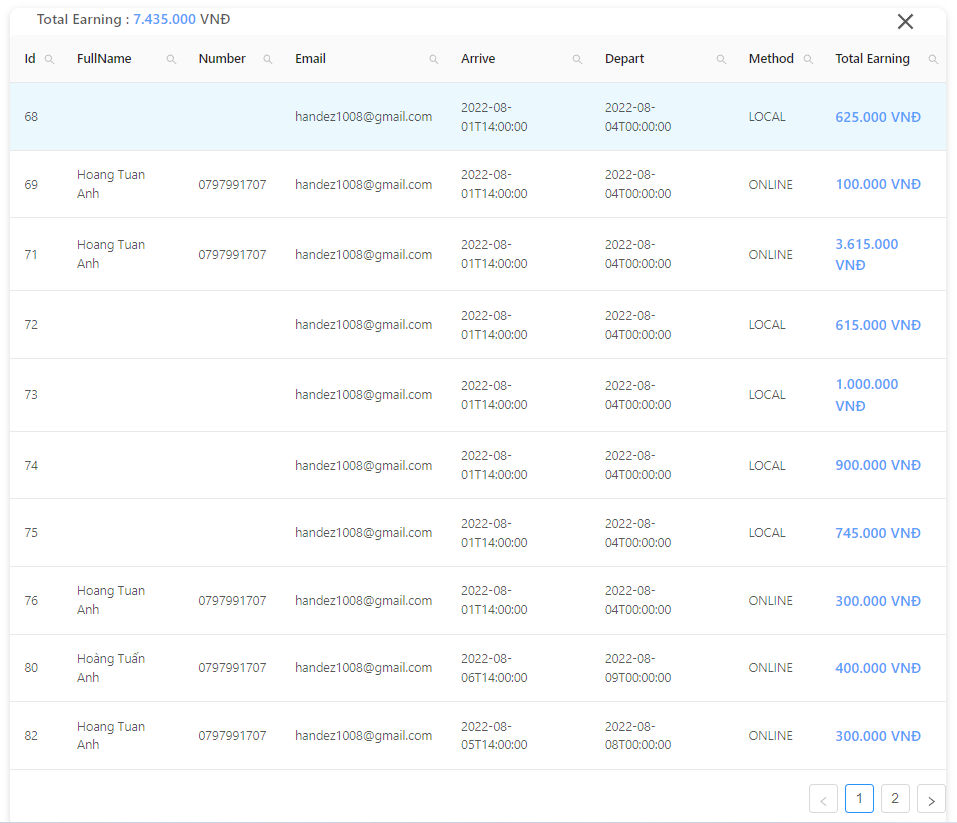 Total Earning : 7.435.000 VNĐ
Id FullName Number Email Arrive Depart Method Total Earning
68 handez1008@gmail.com 2022-08-01T14:00:00 2022-08-04T00:00:00 LOCAL 625.000 VNĐ
69 Hoang Tuan Anh 0797991707 handez1008@gmail.com 2022-08-01T14:00:00 2022-08-04T00:00:00 ONLINE 100.000 VNĐ
71 Hoang Tuan Anh 0797991707 handez1008@gmail.com 2022-08-01T14:00:00 2022-08-04T00:00:00 ONLINE 3.615.000 VNĐ
72 handez1008@gmail.com 2022-08-01T14:00:00 2022-08-04T00:00:00 LOCAL 615.000 VNĐ
73 handez1008@gmail.com 2022-08-01T14:00:00 2022-08-04T00:00:00 LOCAL 1.000.000 VNĐ
74 handez1008@gmail.com 2022-08-01T14:00:00 2022-08-04T00:00:00 LOCAL 900.000 VNĐ
75 handez1008@gmail.com 2022-08-01T14:00:00 2022-08-04T00:00:00 LOCAL 745.000 VNĐ
76 Hoang Tuan Anh 0797991707 handez1008@gmail.com 2022-08-01T14:00:00 2022-08-04T00:00:00 ONLINE 300.000 VNĐ
80 Hoàng Tuấn Anh 0797991707 handez1008@gmail.com 2022-08-06T14:00:00 2022-08-09T00:00:00 ONLINE 400.000 VNĐ
82 Hoang Tuan Anh 0797991707 handez1008@gmail.com 2022-08-05T14:00:00 2022-08-08T00:00:00 ONLINE 300.000 VNĐ
< 1 2 >